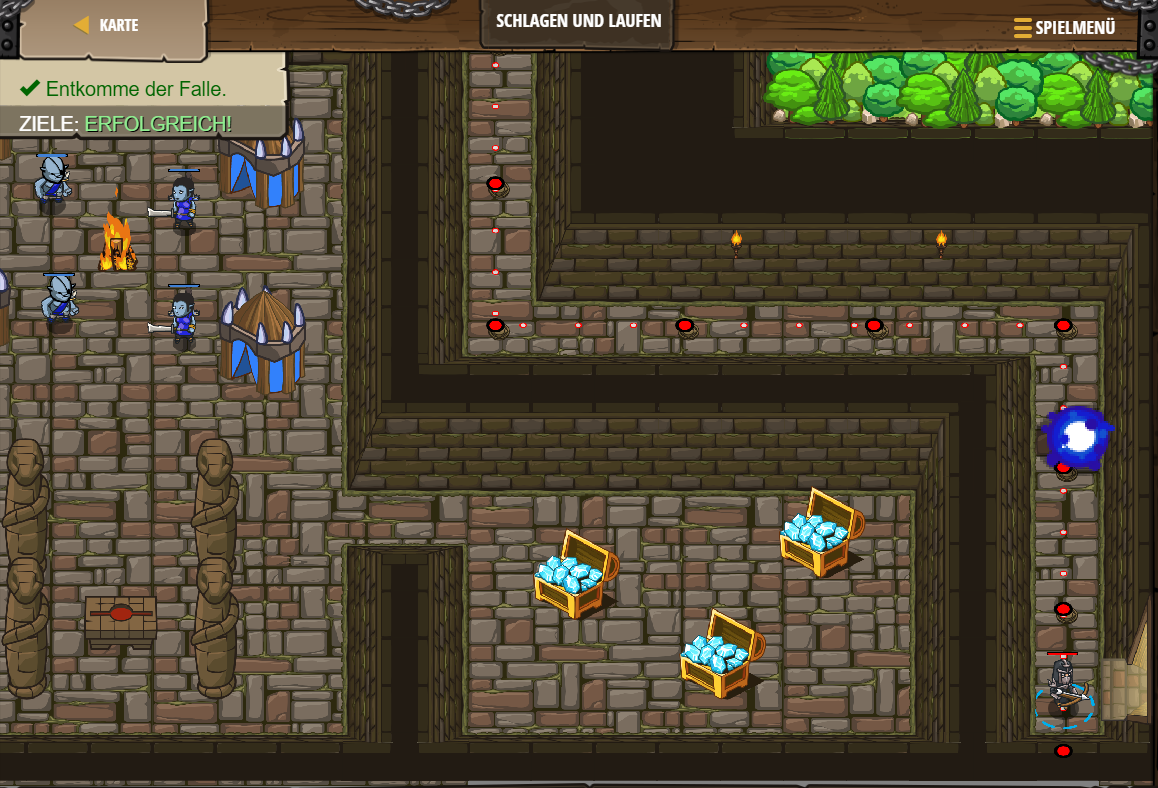 KARTE
SCHLAGEN UND LAUFEN
SPIELMENÜ
Entkomme der Falle.
ZIELE: ERFOLGREICH!